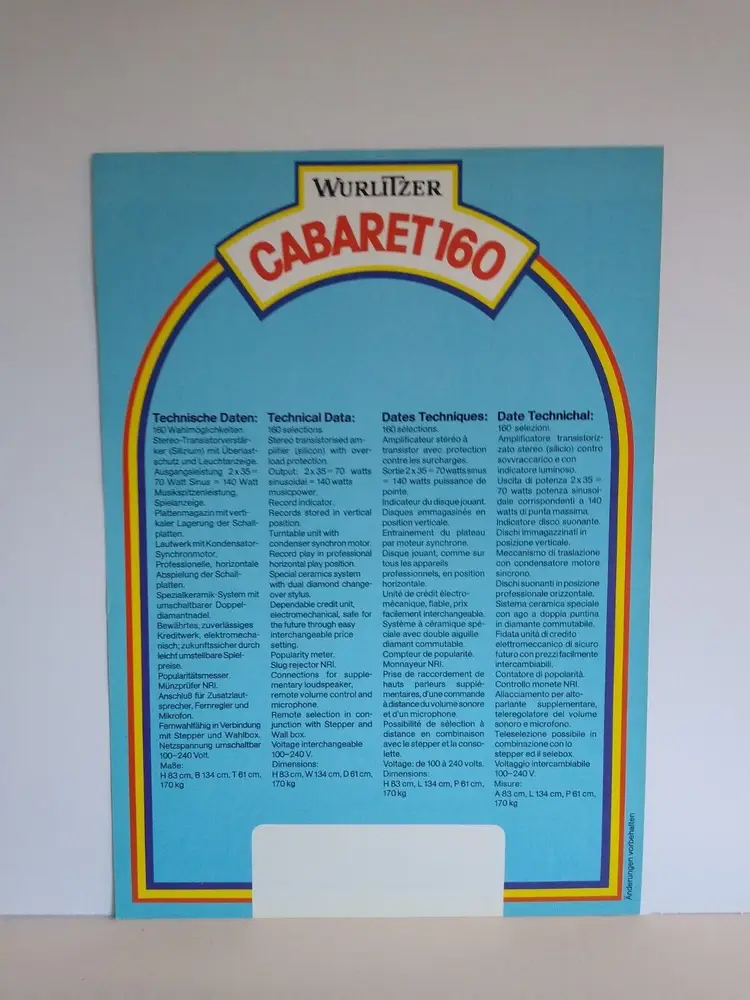 WURLITZER
CABARET 160
Technische Daten:
160 Wahlmöglichkeiten.
Stereo-Transistorverstär-
ker (Silizium) mit Überlast-
schutz und Leuchtanzeige.
Ausgangsleistung 2 x 35 =
70 Watt Sinus = 140 Watt
Musikspitzenleistung.
Spielanzeige.
Plattenmagazin mit verti-
kaler Lagerung der Schall-
platten.
Laufwerk mit Kondensator-
Synchronmotor.
Professionelle, horizontale
Abspielung der Schall-
platten.
Spezialkeramik-System mit
umschaltbarer Doppel-
diamantnadel.
Bewährtes, zuverlässiges
Kreditwerk, elektromecha-
nisch; zukunftssicher durch
leicht umstellbare Spiel-
preise.
Popularitätsmesser.
Münzprüfer NRI.
Anschluß für Zusatzlaut-
sprecher, Fernregler und
Mikrofon.
Fernwahlfähig in Verbindung
mit Stepper und Wahlbox.
Netzspannung umschaltbar
100-240 Volt.
Maße:
H 83 cm, B 134 cm, T 61 cm,
170 kg
Technical Data:
160 selections.
Stereo transistorised am-
plifier (silicon) with over-
load protection.
Output: 2 x 35 = 70 watts
sinusoidal = 140 watts
musicpower.
Record indicator.
Records stored in vertical
position.
Turntable unit with
condenser synchron motor.
Record play in professional
horizontal play position.
Special ceramics system
with dual diamond change-
over stylus.
Dependable credit unit,
electromechanical, safe for
the future through easy
interchangeable price
setting.
Popularity meter.
Slug rejector NRI.
Connections for supple-
mentary loudspeaker,
remote volume control and
microphone.
Remote selection in con-
junction with Stepper and
Wall box.
Voltage interchangeable
100-240 V.
Dimensions:
H 83 cm, W 134 cm, D 61 cm,
170 kg
Dates Techniques:
160 sélections.
Amplificateur stéréo à
transistor avec protection
contre les surcharges.
Sortie 2 x 35 = 70 watts sinus
= 140 watts puissance de
pointe.
Indicateur du disque jouant.
Disques emmagasinés en
position verticale.
Entrainement du plateau
par moteur synchrone.
Disque jouant, comme sur
tous les appareils
professionnels, en position
horizontale.
Unité de crédit électro-
mécanique, fiable, prix
facilement interchangeable.
Système à céramique spé-
ciale avec double aiguille
diamant commutable.
Compteur de popularité.
Monnayeur NRI.
Prise de raccordement de
hauts parleurs supplé-
mentaires, d'une commande
à distance du volume sonore
et d'un microphone.
Possibilité de sélection à
distance en combinaison
avec le stepper et la conso-
lette.
Voltage: de 100 à 240 volts.
Dimensions:
H 83 cm, L 134 cm, P 61 cm,
170 kg
Date Technichal:
160 selezioni.
Amplificatore transistoriz-
zato stereo (silicio) contro
sovvraccarico e con
indicatore luminoso.
Uscita di potenza 2 x 35 =
70 watts potenza sinusoi-
dale corrispondenti a 140
watts di punta massima.
Indicatore disco suonante.
Dischi immagazzinati in
posizione verticale.
Meccanismo di traslazione
con condensatore motore
sincrono.
Dischi suonanti in posizione
professionale orizzontale.
Sistema ceramica speciale
con ago a doppia puntina
in diamante commutabile.
Fidata unità di credito
elettromeccanico di sicuro
futuro con prezzi facilmente
intercambiabili.
Contatore di popolarità.
Controllo monete NRI.
Allacciamento per alto-
parlante supplementare,
teleregolatore del volume
sonoro e microfono.
Teleselezione possibile in
combinazione con lo
stepper ed il selebox.
Voltaggio intercambiabile
100-240 V.
Misure:
A 83 cm, L 134 cm, P 61 cm,
170 kg
Änderungen vorbehalten